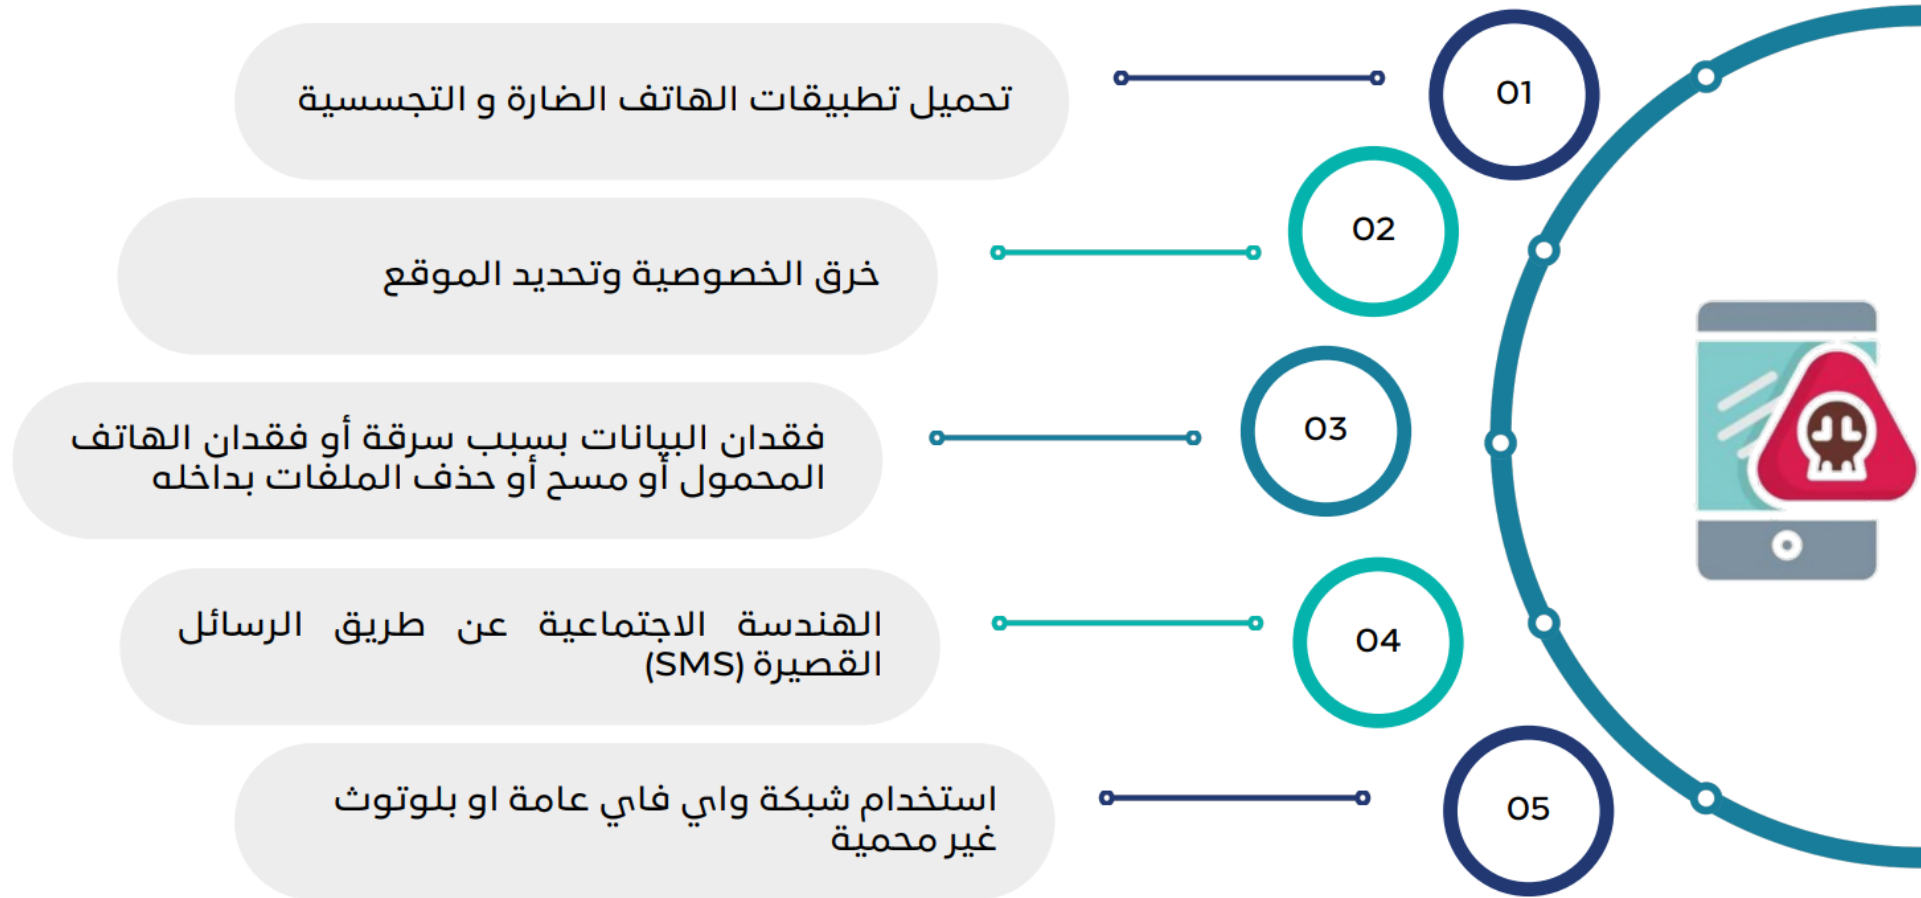 01
تحميل تطبيقات الهاتف الضارة و التجسسية
02
خرق الخصوصية وتحديد الموقع
03
فقدان البيانات بسبب سرقة أو فقدان الهاتف
المحمول أو مسح أو حذف الملفات بداخله
04
الهندسة الاجتماعية عن طريق الرسائل
القصيرة (SMS)
05
استخدام شبكة واي فاي عامة او بلوتوث
غير محمية